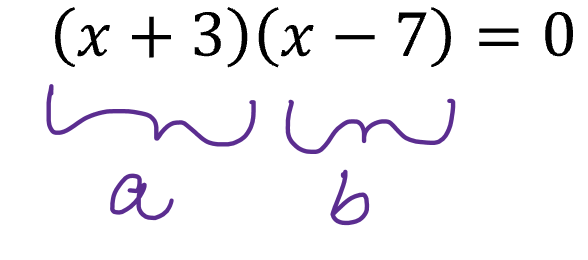 (x + 3)(x − 7) = 0
a b